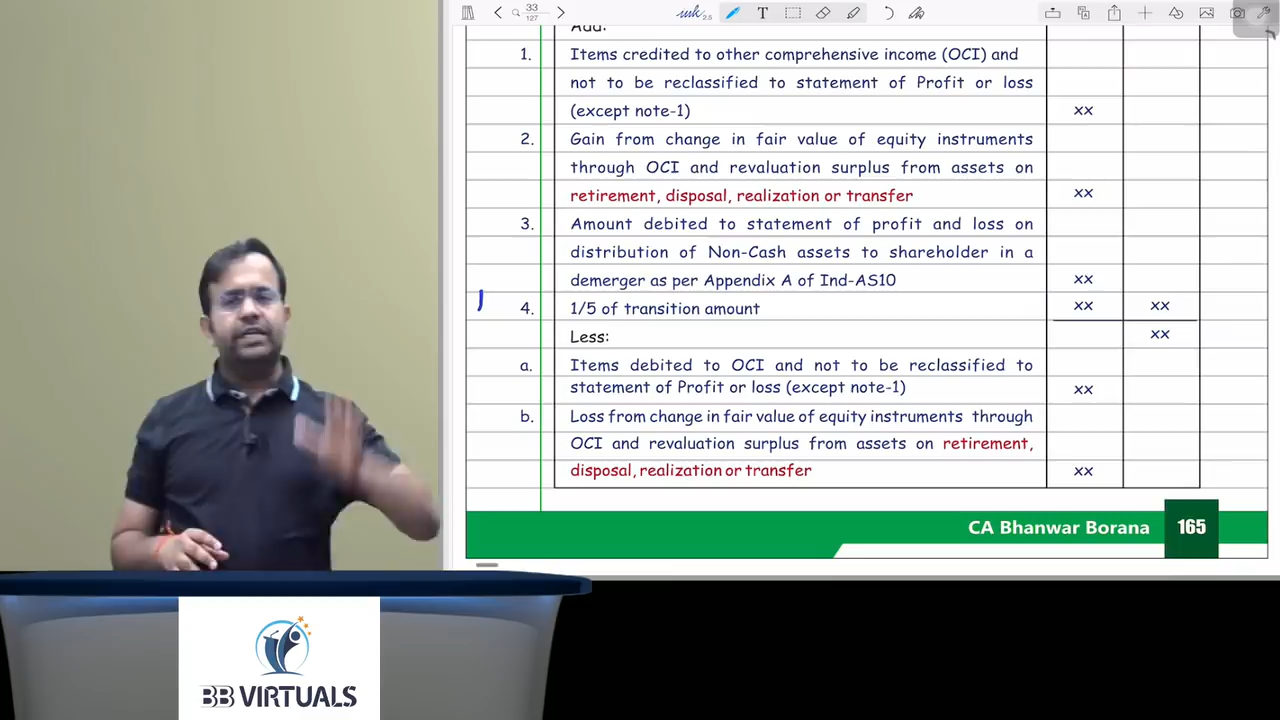 33
127
2.5
T
Add:
1. Items credited to other comprehensive income (OCI) and
not to be reclassified to statement of Profit or loss
(except note-1) xx
2. Gain from change in fair value of equity instruments
through OCI and revaluation surplus from assets on
retirement, disposal, realization or transfer xx
3. Amount debited to statement of profit and loss on
distribution of Non-Cash assets to shareholder in a
demerger as per Appendix A of Ind-AS10 xx
4. 1/5 of transition amount xx xx
Less: xx
a. Items debited to OCI and not to be reclassified to
statement of Profit or loss (except note-1) xx
b. Loss from change in fair value of equity instruments through
OCI and revaluation surplus from assets on retirement,
disposal, realization or transfer xx
CA Bhanwar Borana 165
BB VIRTUALS